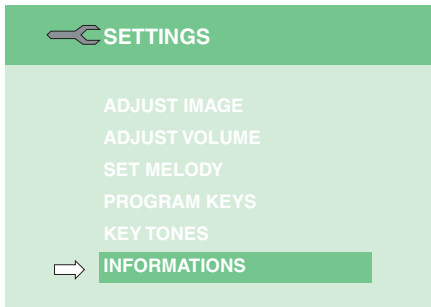 SETTINGS
ADJUST IMAGE
ADJUST VOLUME
SET MELODY
PROGRAM KEYS
KEY TONES
INFORMATIONS